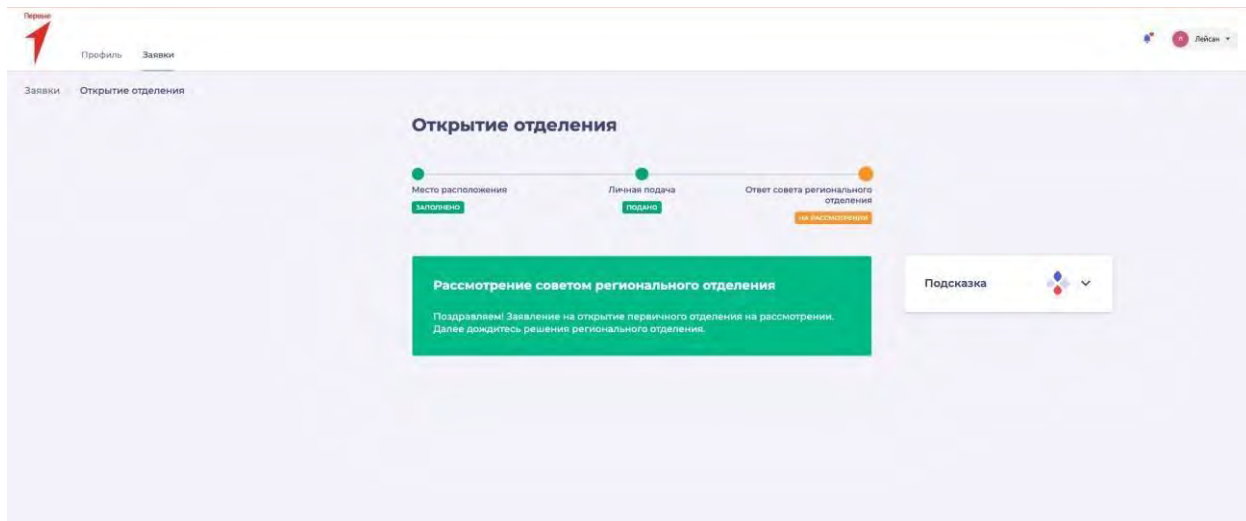 Первые
Профиль Заявки
Лейсан
Заявки Открытие отделения
Открытие отделения
Место расположения
ЗАПОЛНЕНО
Личная подача
ПОДАНО
Ответ совета регионального
отделения
НА РАССМОТРЕНИИ
Рассмотрение советом регионального отделения
Поздравляем! Заявление на открытие первичного отделения на рассмотрении.
Далее дождитесь решения регионального отделения.
Подсказка